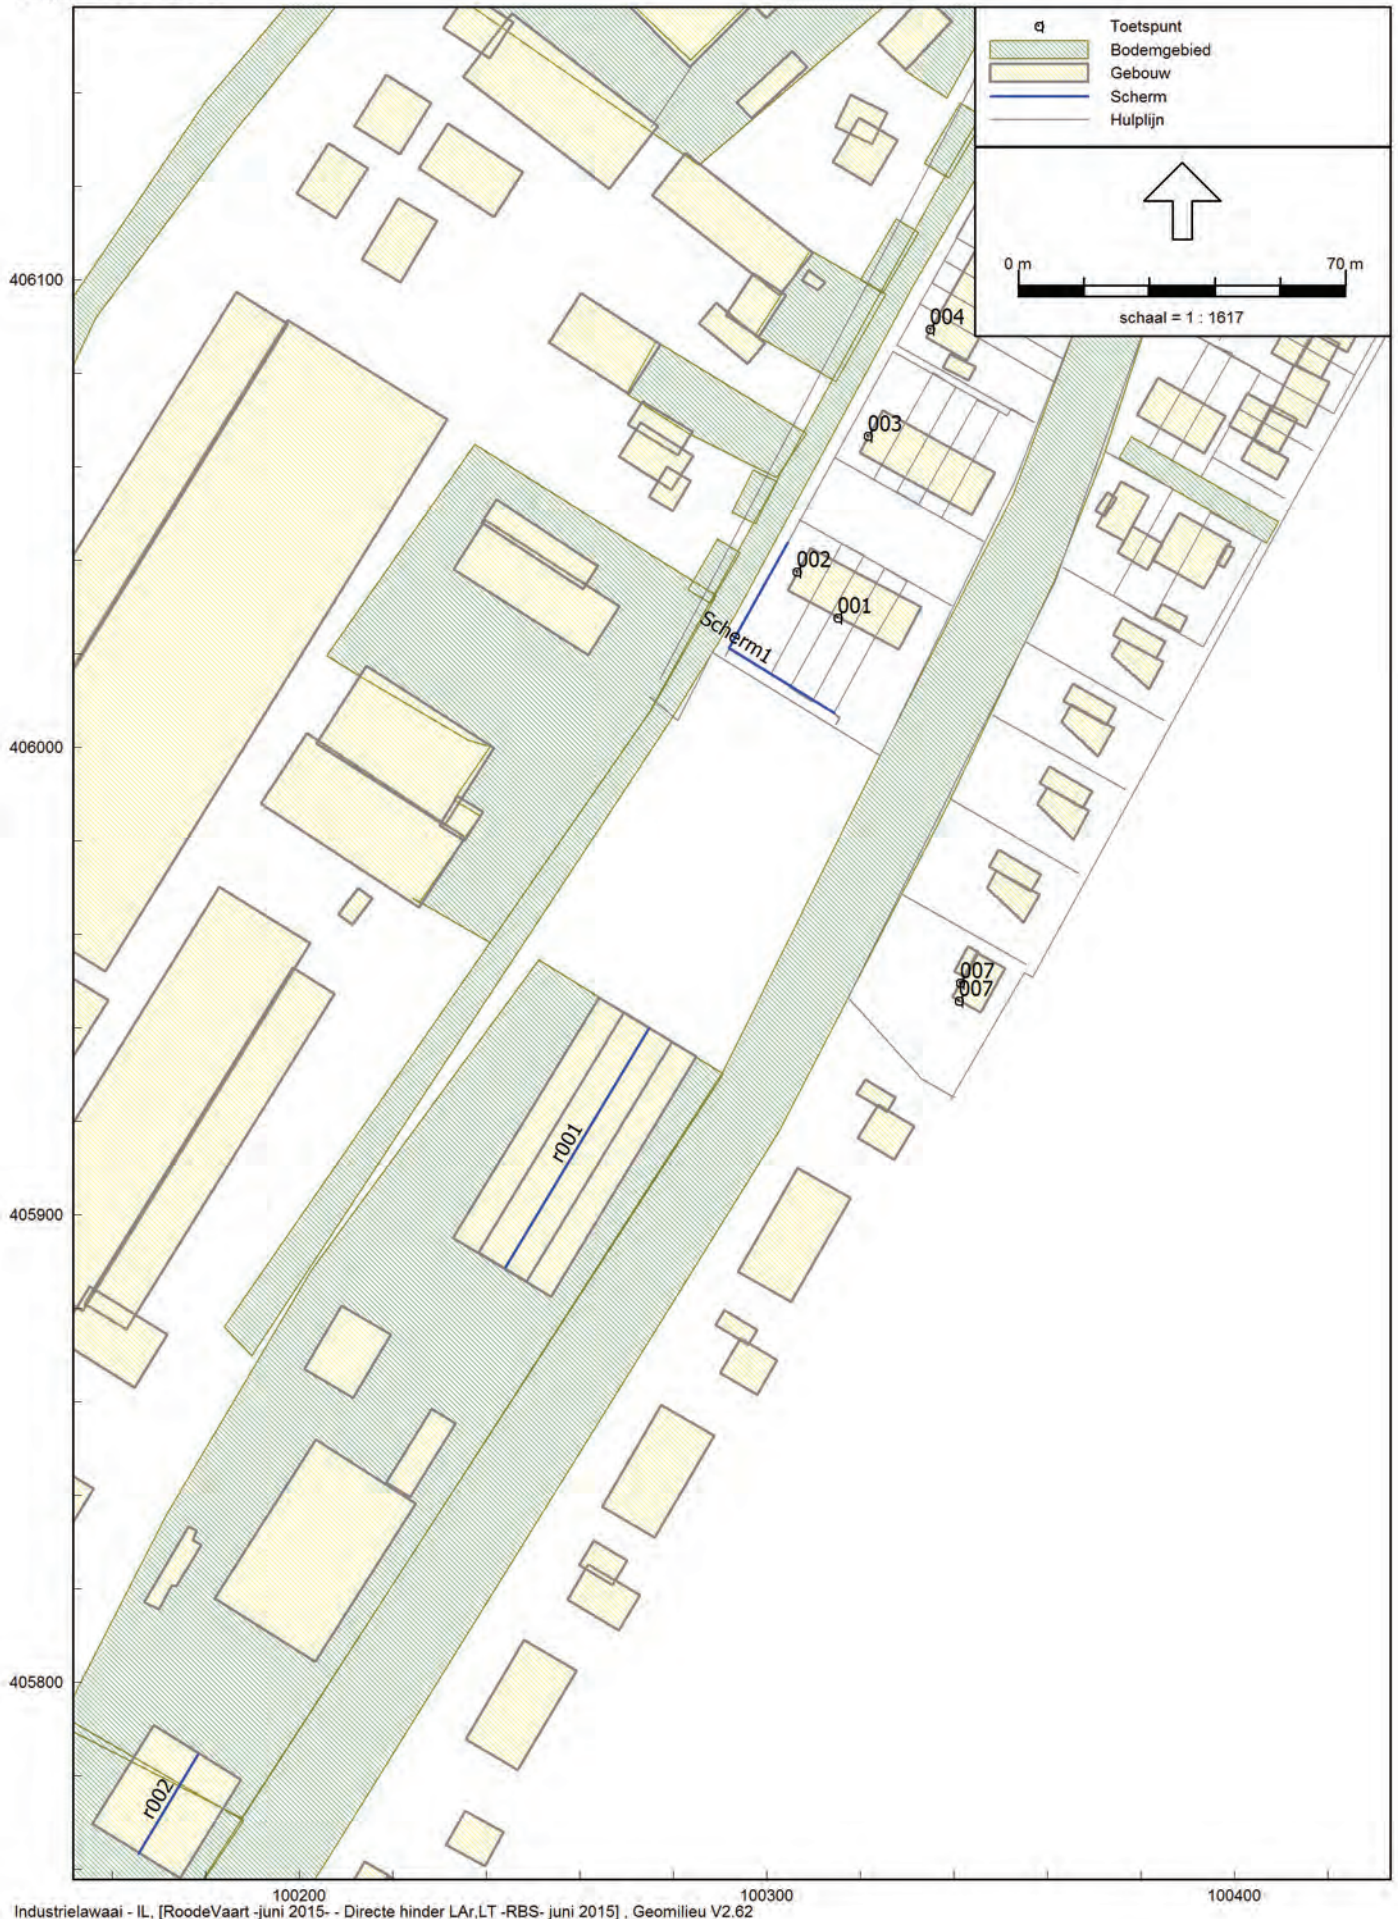 Toetspunt
Bodemgebied
Gebouw
Scherm
Hulplijn
0 m 70 m
schaal = 1 : 1617
406100
004
003
002
001
Scherm1
406000
007
007
r001
405900
405800
r002
100200 100300 100400
Industrielawaai - IL, [RoodeVaart -juni 2015- - Directe hinder LAr,LT -RBS- juni 2015] , Geomilieu V2.62